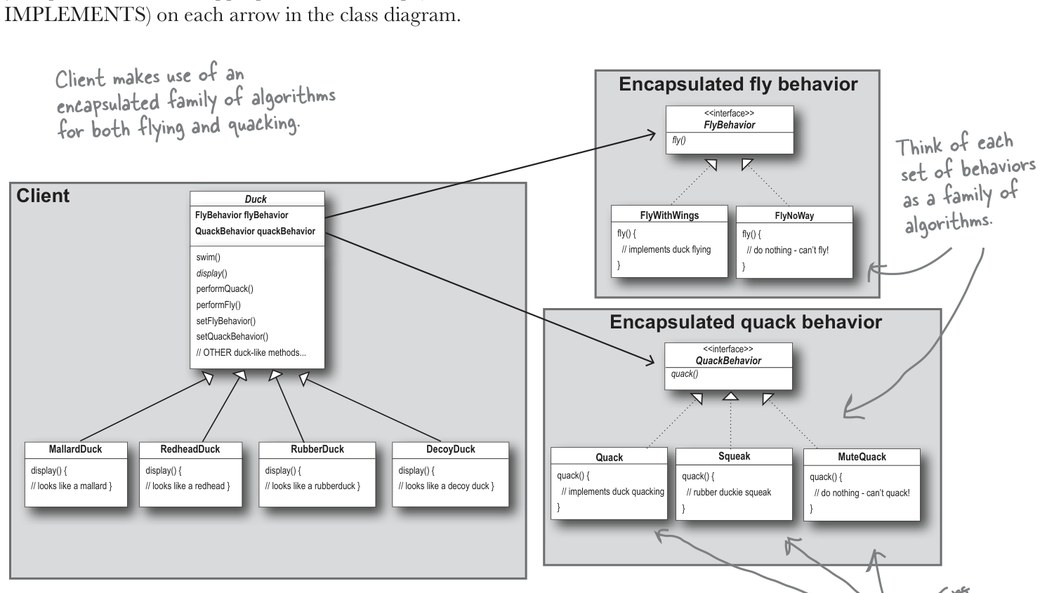 IMPLEMENTS) on each arrow in the class diagram.
Client makes use of an
encapsulated family of algorithms
for both flying and quacking.
Encapsulated fly behavior
<<interface>>
FlyBehavior
fly()
FlyWithWings
fly() {
// implements duck flying
}
FlyNoWay
fly() {
// do nothing - can't fly!
}
Think of each
set of behaviors
as a family of
algorithms.
Client
Duck
FlyBehavior flyBehavior
QuackBehavior quackBehavior
swim()
display()
performQuack()
performFly()
setFlyBehavior()
setQuackBehavior()
// OTHER duck-like methods...
MallardDuck
display() {
// looks like a mallard }
RedheadDuck
display() {
// looks like a redhead }
RubberDuck
display() {
// looks like a rubberduck }
DecoyDuck
display() {
// looks like a decoy duck }
Encapsulated quack behavior
<<interface>>
QuackBehavior
quack()
Quack
quack() {
// implements duck quacking
}
Squeak
quack() {
// rubber duckie squeak
}
MuteQuack
quack() {
// do nothing - can't quack!
}